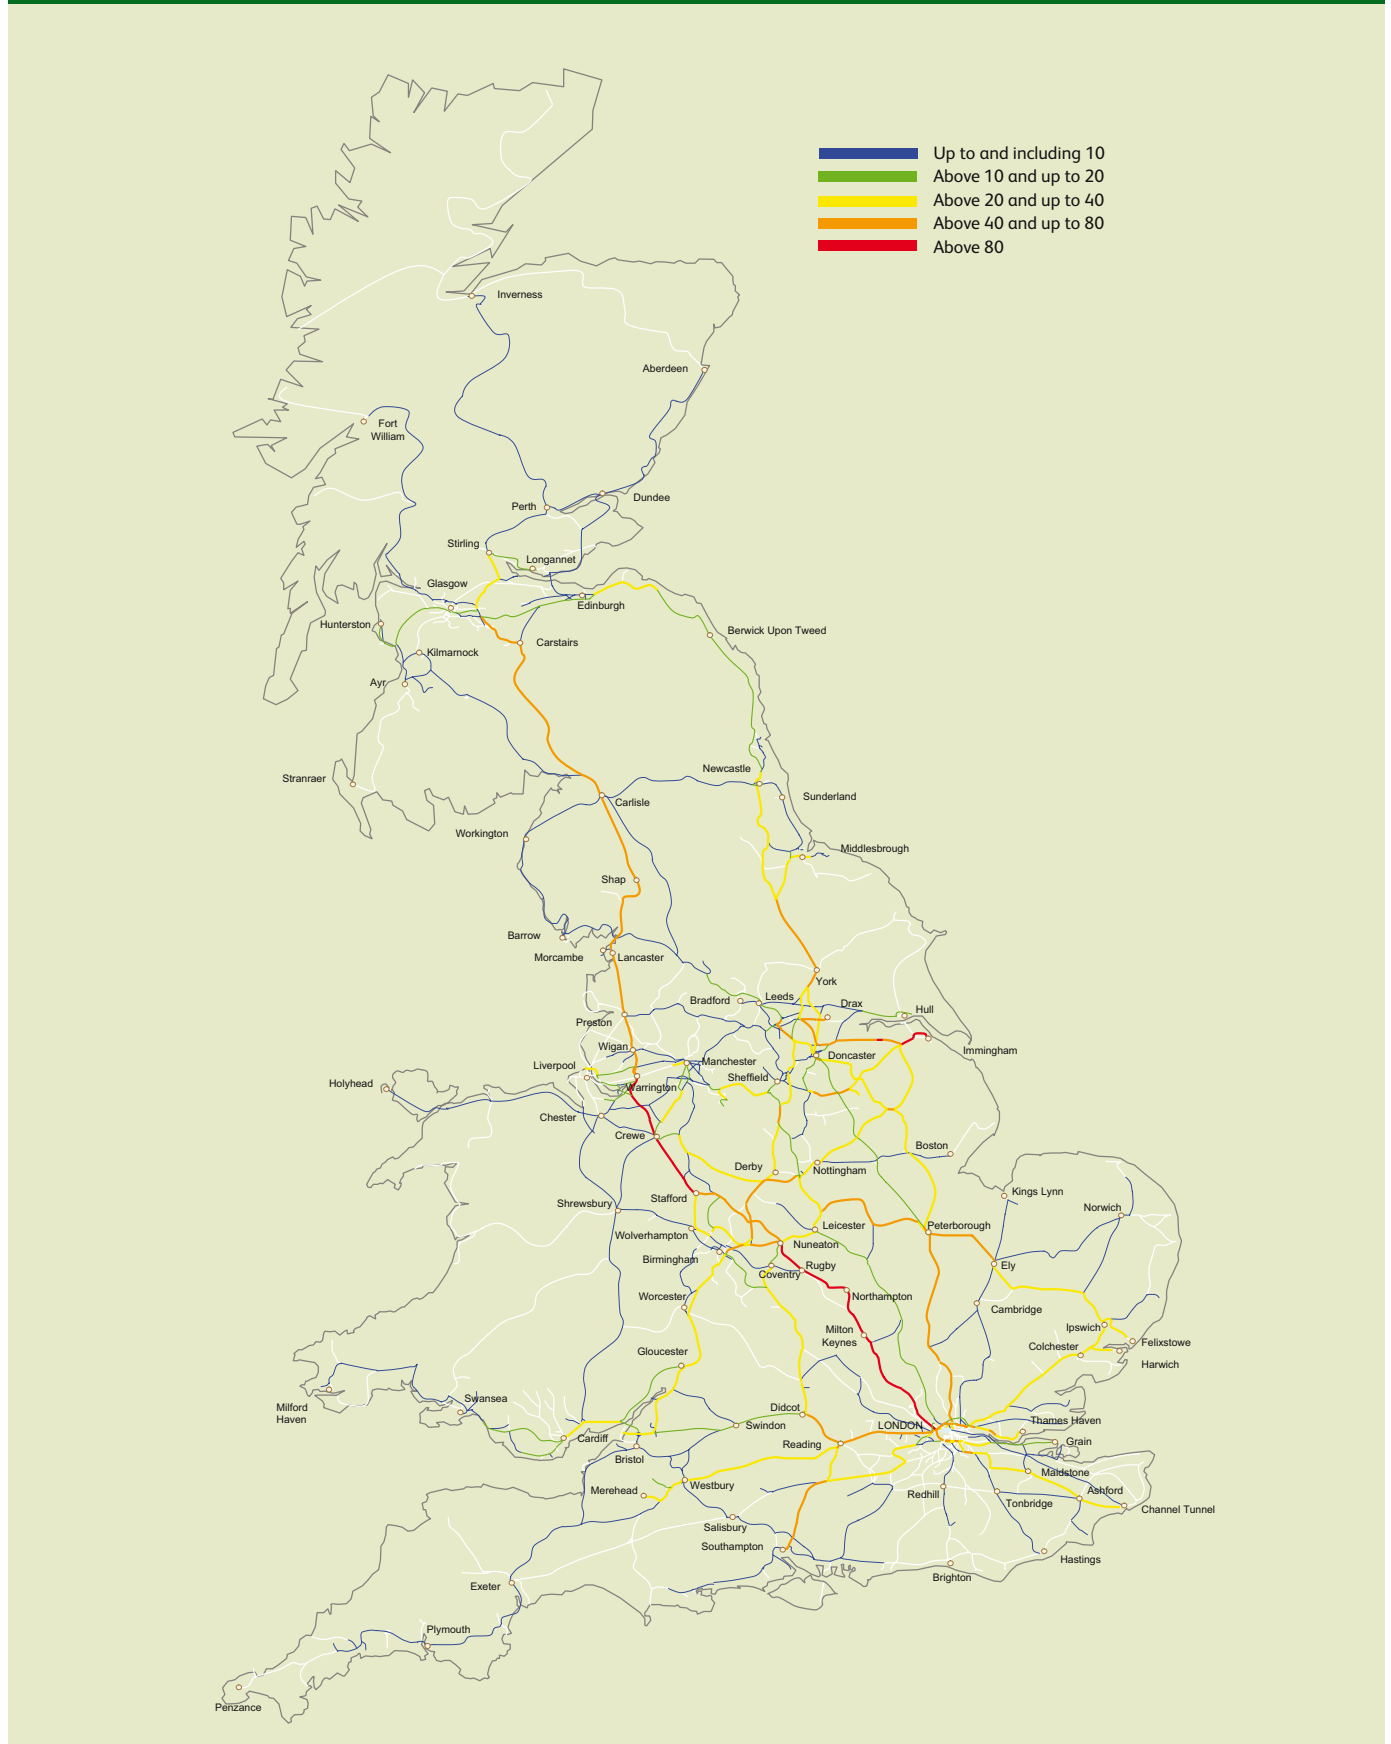 Up to and including 10
Above 10 and up to 20
Above 20 and up to 40
Above 40 and up to 80
Above 80
Inverness
Aberdeen
Fort
William
Dundee
Perth
Stirling
Longannet
Glasgow
Edinburgh
Hunterston
Berwick Upon Tweed
Carstairs
Kilmarnock
Ayr
Newcastle
Stranraer
Sunderland
Carlisle
Workington
Middlesbrough
Shap
Barrow
Morcambe
Lancaster
York
Bradford
Leeds
Drax
Hull
Preston
Wigan
Immingham
Doncaster
Liverpool
Manchester
Sheffield
Holyhead
Warrington
Chester
Crewe
Boston
Derby
Nottingham
Kings Lynn
Stafford
Shrewsbury
Norwich
Leicester
Peterborough
Wolverhampton
Nuneaton
Birmingham
Rugby
Ely
Coventry
Worcester
Northampton
Cambridge
Milton
Keynes
Ipswich
Colchester
Felixstowe
Gloucester
Harwich
Swansea
Milford
Haven
Didcot
Thames Haven
Swindon
LONDON
Cardiff
Reading
Grain
Bristol
Maidstone
Westbury
Merehead
Redhill
Ashford
Tonbridge
Channel Tunnel
Salisbury
Southampton
Hastings
Brighton
Exeter
Plymouth
Penzance